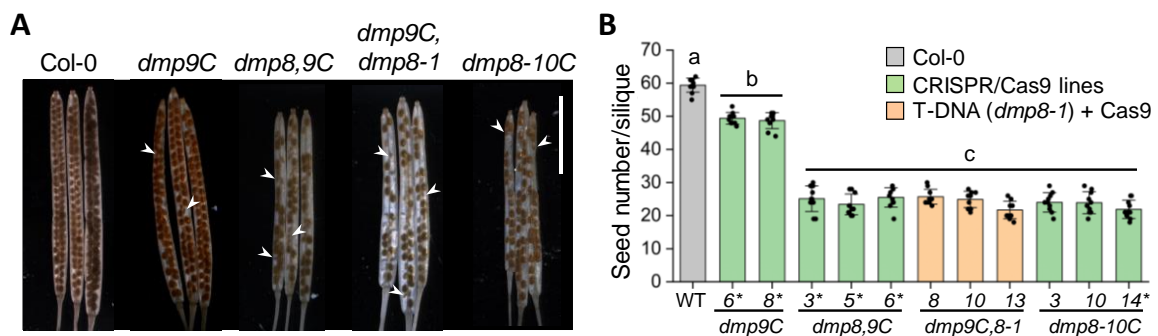 A
Col-0
dmp9C
dmp8,9C
dmp9C,
dmp8-1
dmp8-10C
B
Seed number/silique
70
60
50
40
30
20
10
0
a
b
c
Col-0
CRISPR/Cas9 lines
T-DNA (dmp8-1) + Cas9
WT 6* 8* 3* 5* 6* 8 10 13 3 10 14*
dmp9C dmp8,9C dmp9C,8-1 dmp8-10C